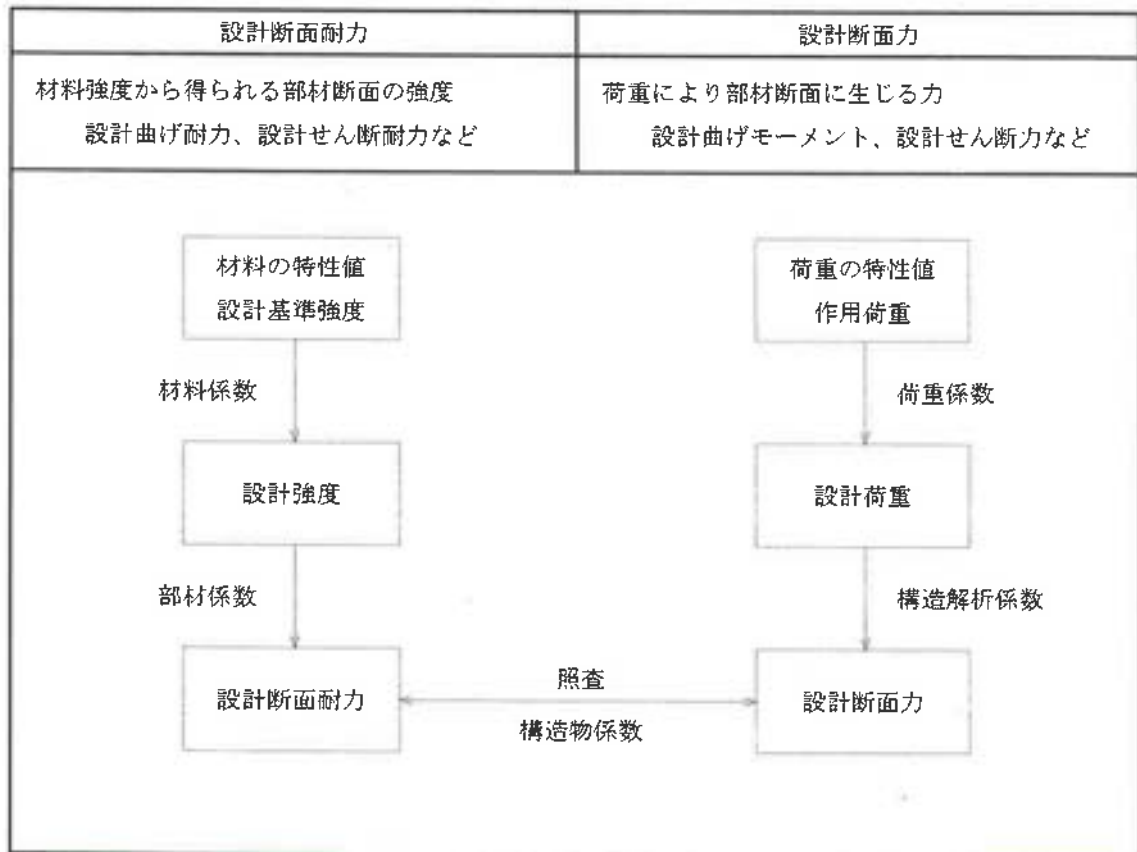 設計断面耐力
設計断面力
材料強度から得られる部材断面の強度
設計曲げ耐力、設計せん断耐力など
荷重により部材断面に生じる力
設計曲げモーメント、設計せん断力など
材料の特性値
設計基準強度
荷重の特性値
作用荷重
材料係数
荷重係数
設計強度
設計荷重
部材係数
構造解析係数
設計断面耐力
照査
構造物係数
設計断面力